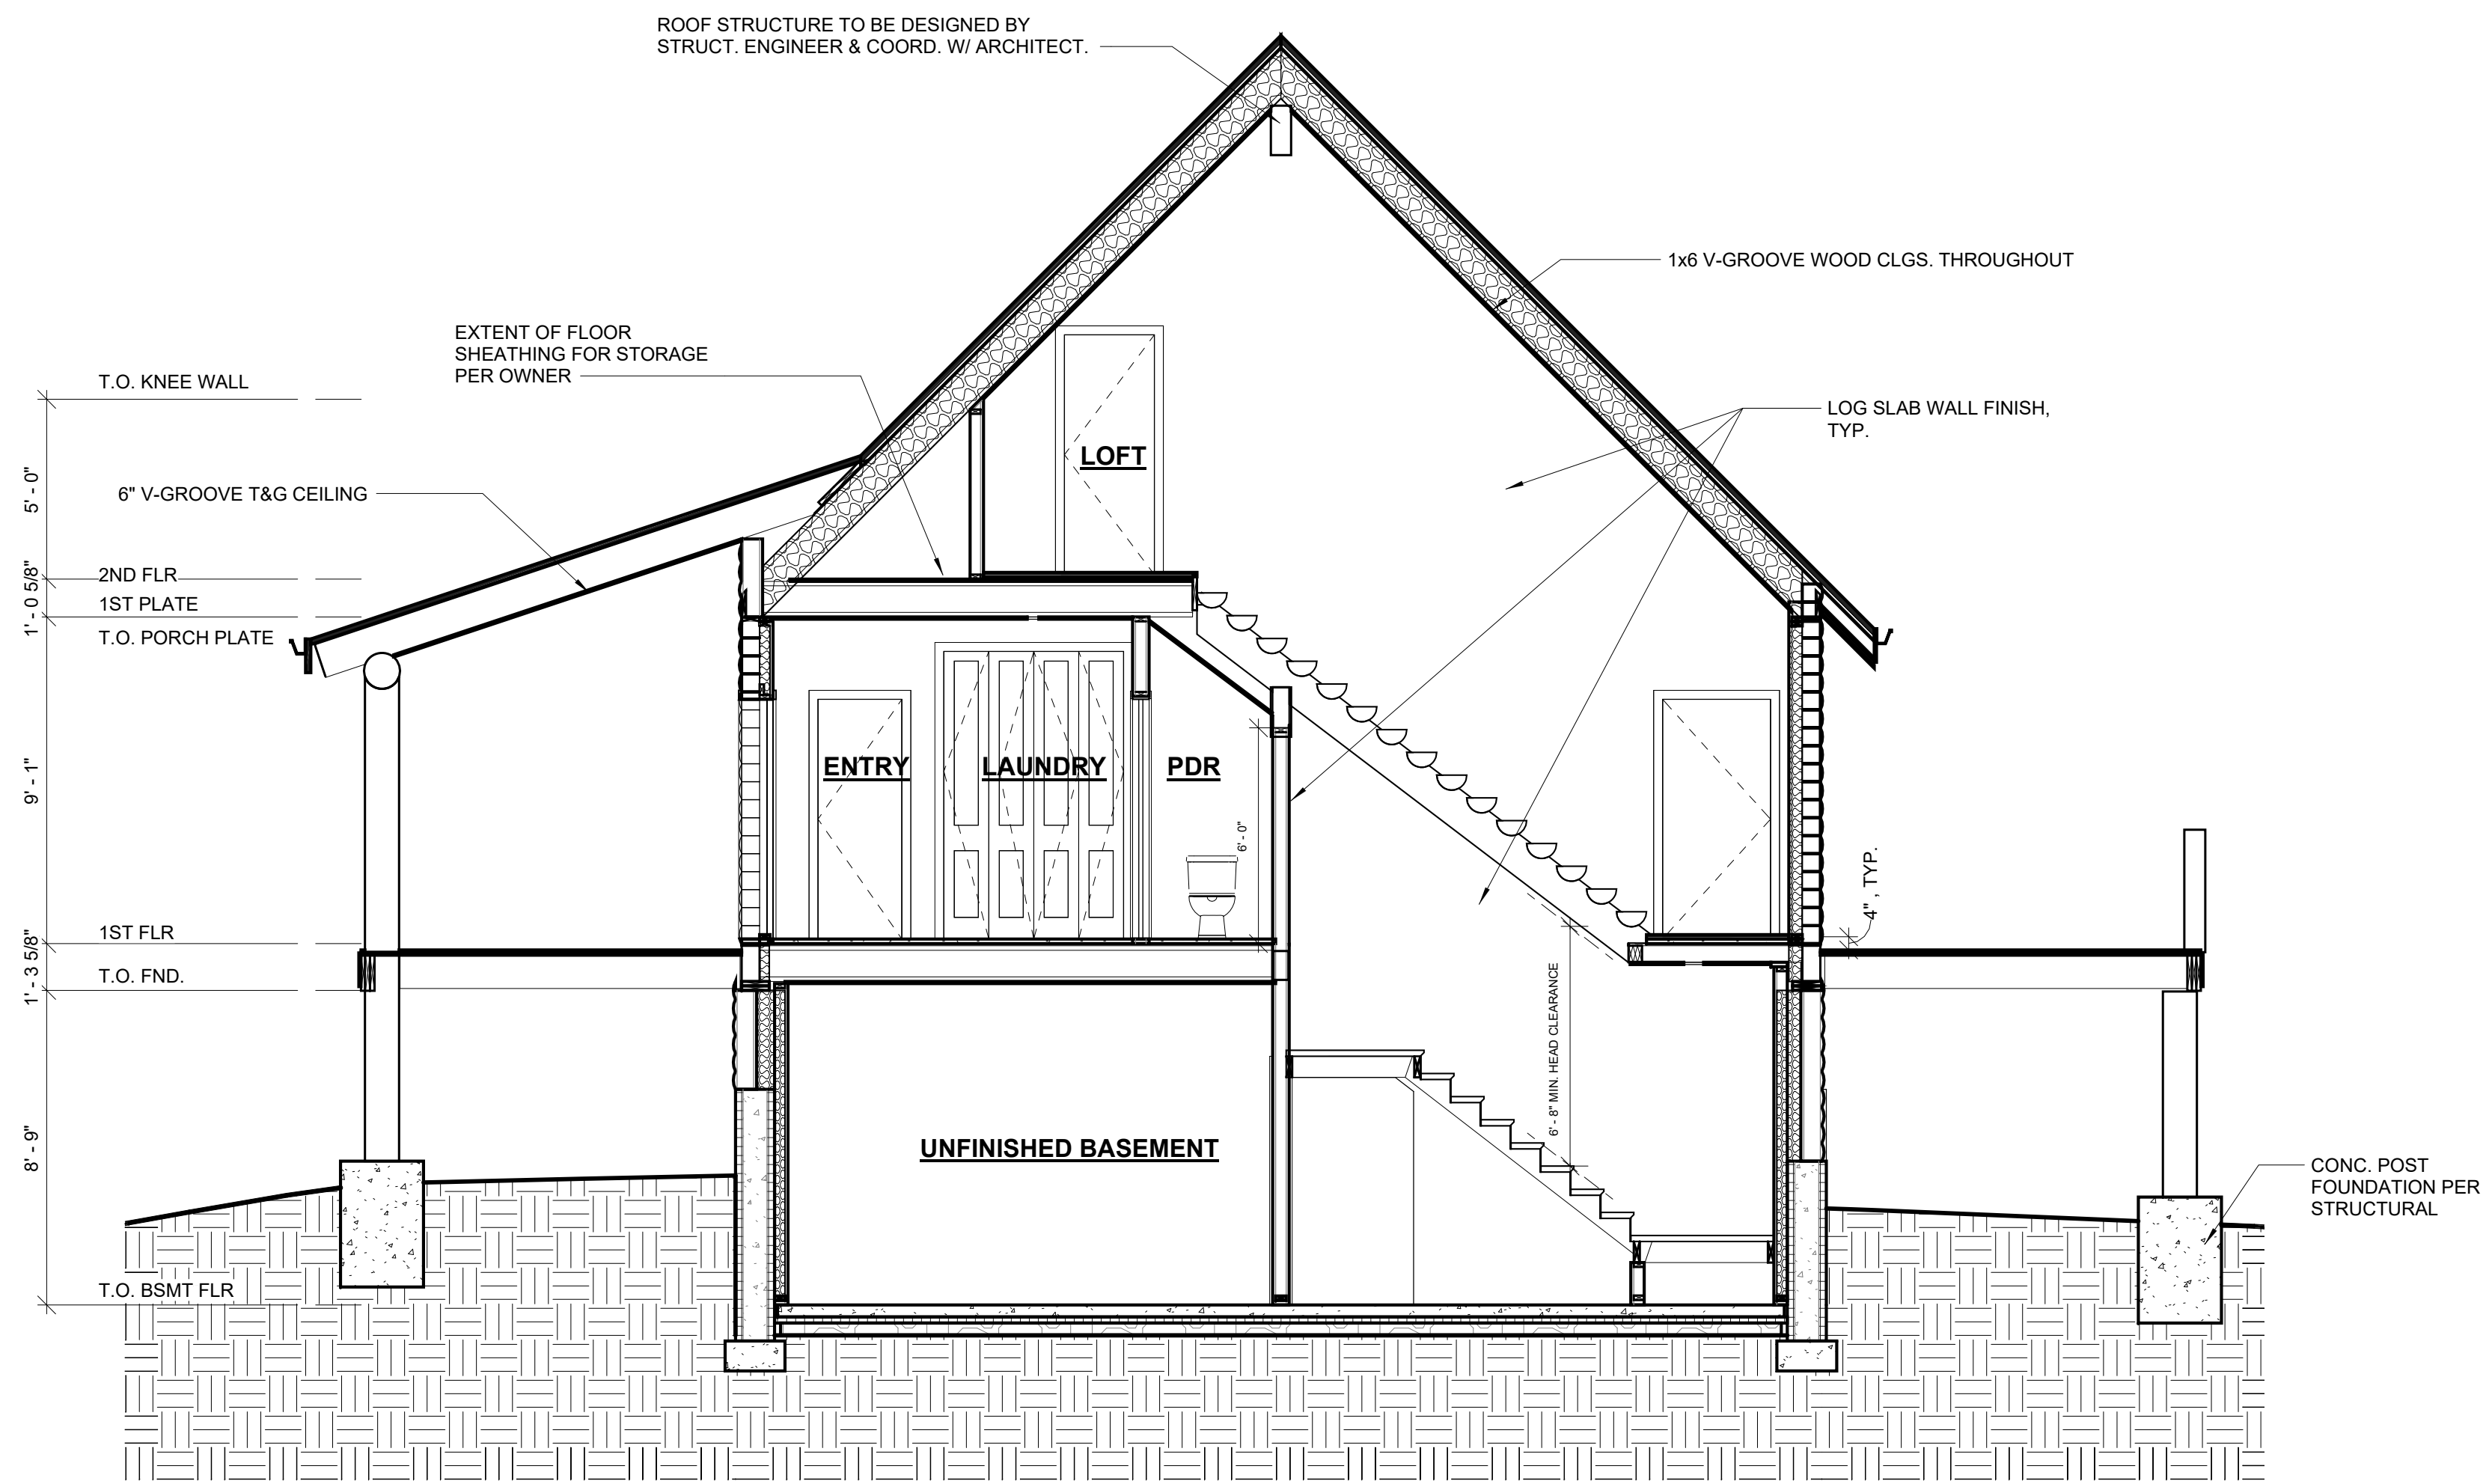 ROOF STRUCTURE TO BE DESIGNED BY
STRUCT. ENGINEER & COORD. W/ ARCHITECT.
1x6 V-GROOVE WOOD CLGS. THROUGHOUT
EXTENT OF FLOOR
SHEATHING FOR STORAGE
PER OWNER
T.O. KNEE WALL
LOG SLAB WALL FINISH,
TYP.
LOFT
5' - 0"
6" V-GROOVE T&G CEILING
2ND FLR
1' - 0 5/8"
1ST PLATE
T.O. PORCH PLATE
ENTRY
LAUNDRY
PDR
9' - 1"
6' - 0"
4" , TYP.
1ST FLR
1' - 3 5/8"
T.O. FND.
6' - 8" MIN. HEAD CLEARANCE
8' - 9"
UNFINISHED BASEMENT
CONC. POST
FOUNDATION PER
STRUCTURAL
T.O. BSMT FLR